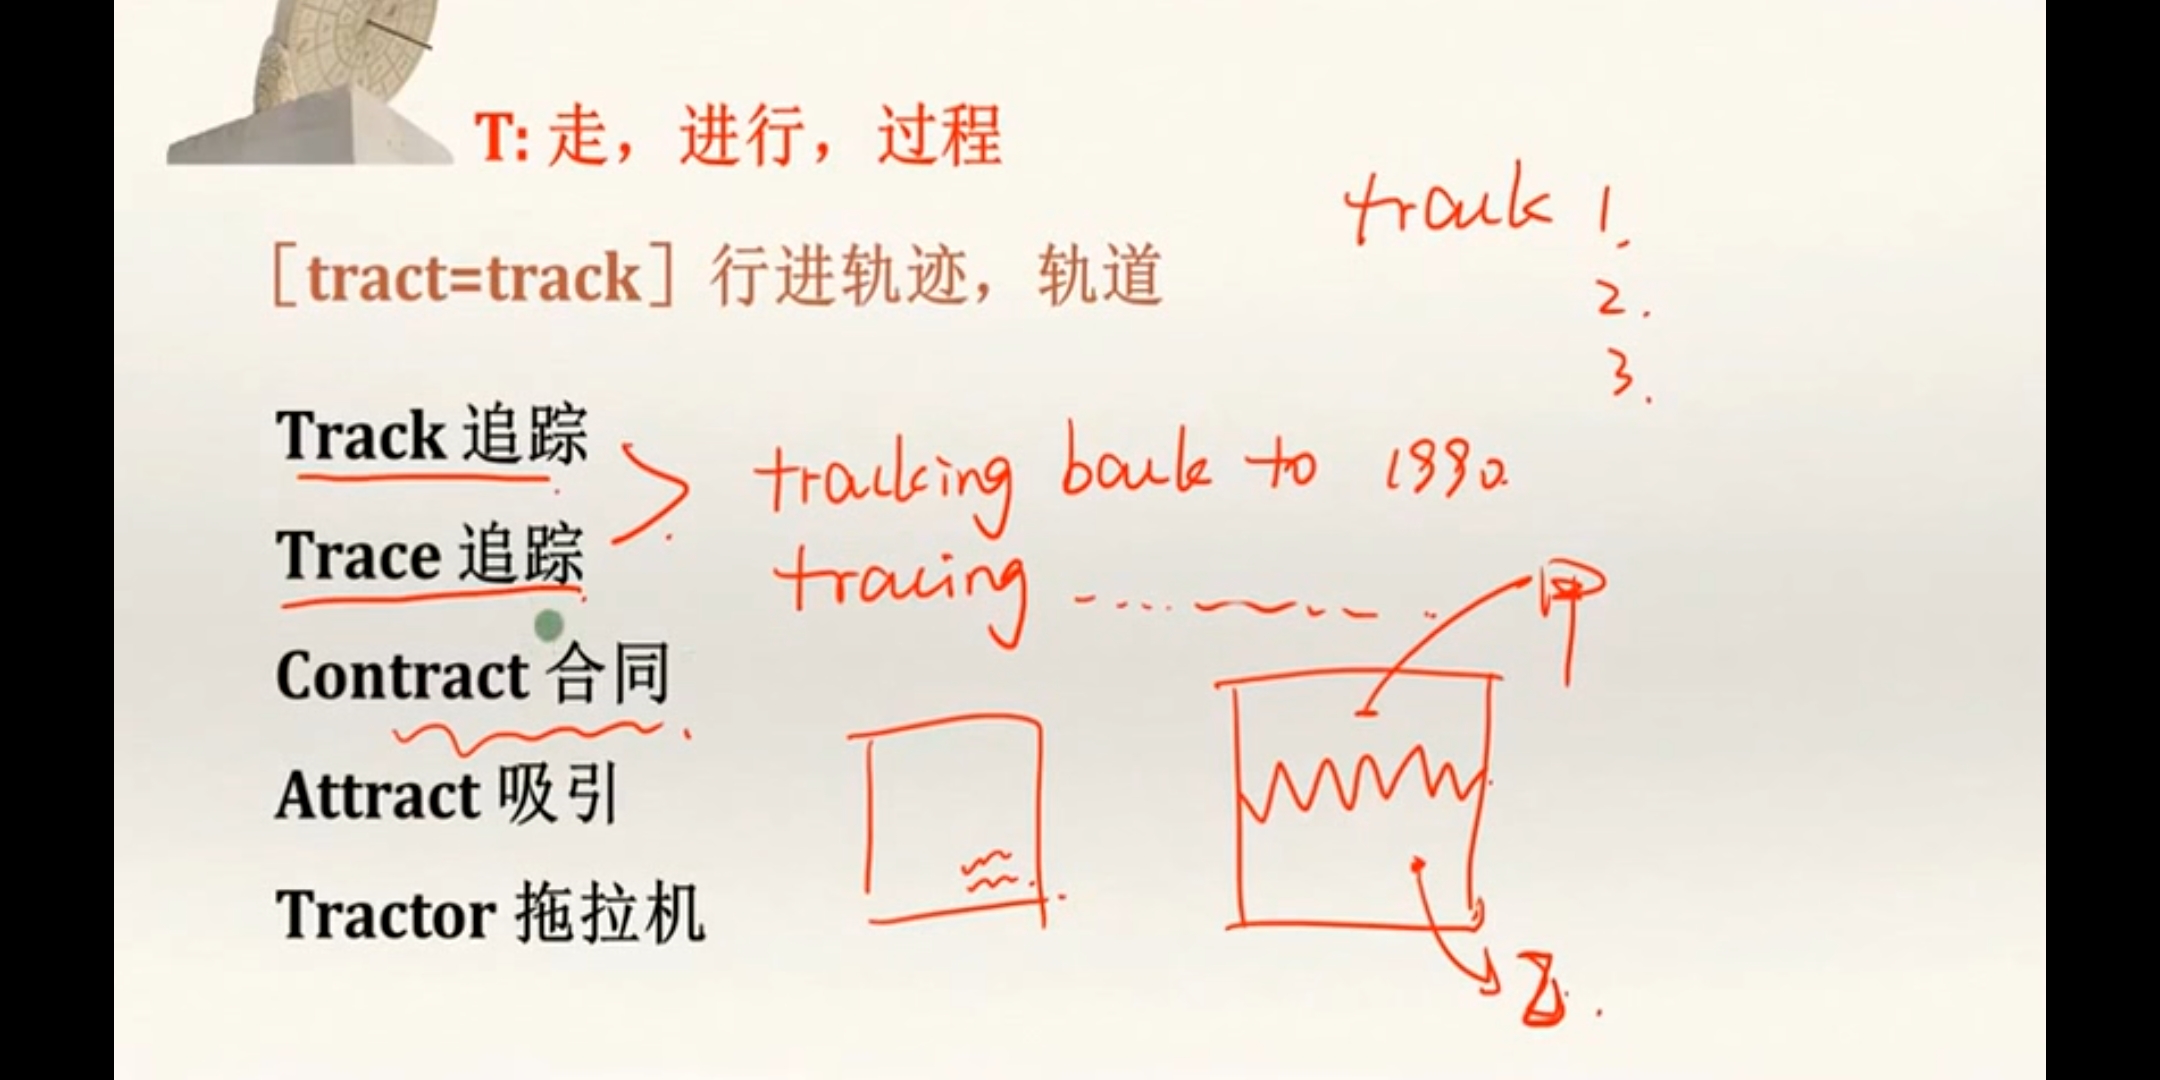 T: 走，进行，过程
[tract=track] 行进轨迹，轨道
track 1.
2.
3.
Track 追踪
tracking back to 1990.
Trace 追踪
tracing
Contract 合同
甲
Attract 吸引
Tractor 拖拉机
乙